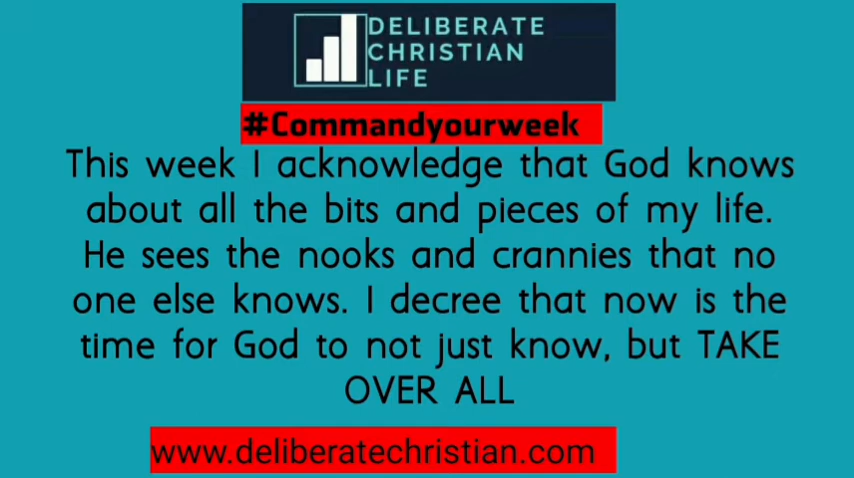 DELIBERATE
CHRISTIAN
LIFE
#Commandyourweek
This week I acknowledge that God knows
about all the bits and pieces of my life.
He sees the nooks and crannies that no
one else knows. I decree that now is the
time for God to not just know, but TAKE
OVER ALL
www.deliberatechristian.com